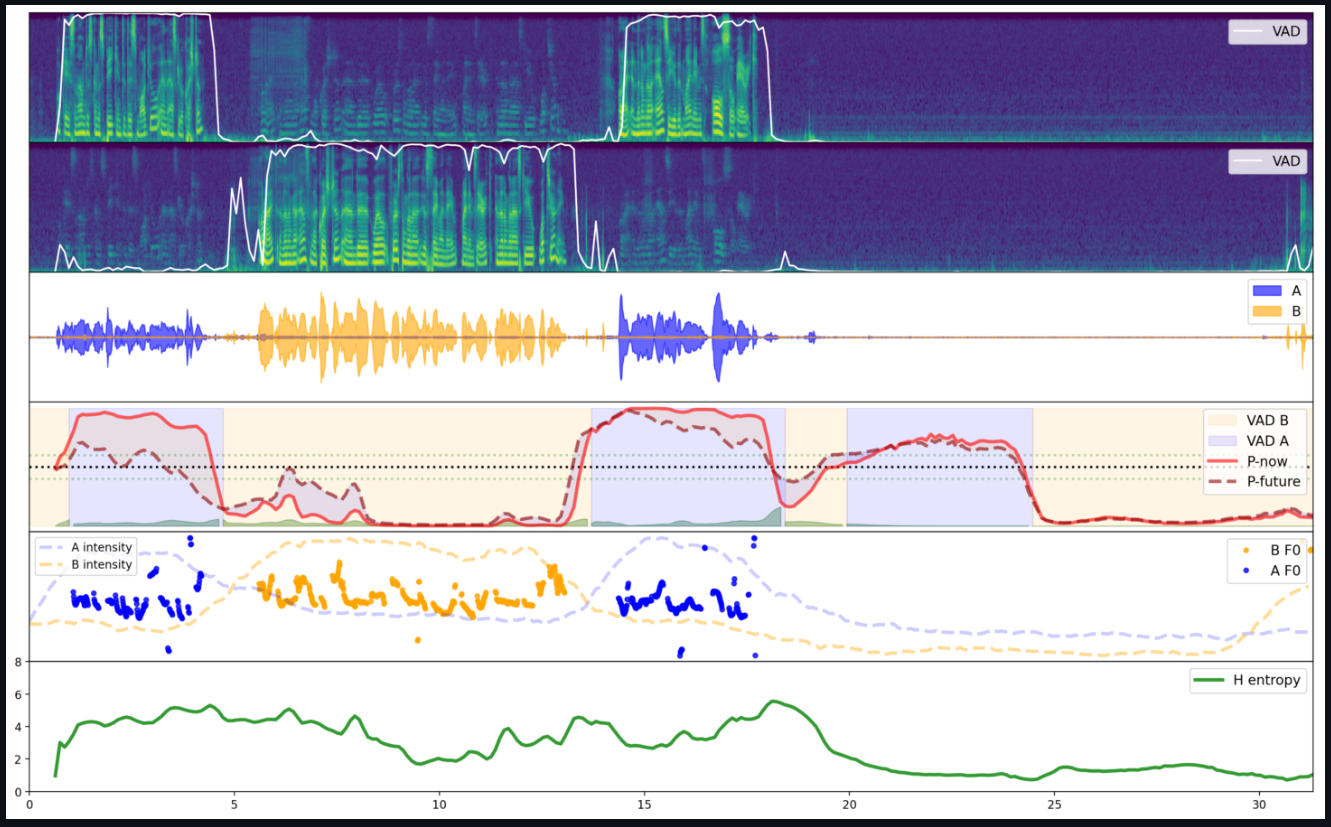 VAD
VAD
A
B
VAD B
VAD A
P-now
P-future
A intensity
B intensity
B F0
A F0
8
H entropy
6
4
2
0
0 5 10 15 20 25 30